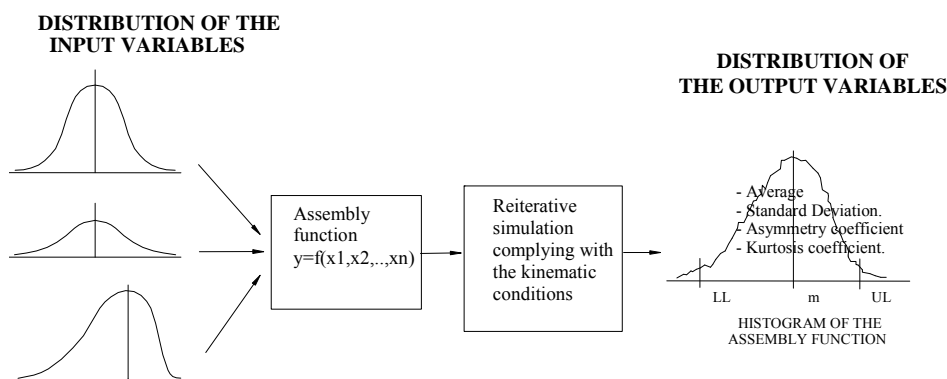 DISTRIBUTION OF THE
INPUT VARIABLES
Assembly
function
y=f(x1,x2,..,xn)
Reiterative
simulation
complying with
the kinematic
conditions
DISTRIBUTION OF
THE OUTPUT VARIABLES
- Average
- Standard Deviation.
- Asymmetry coefficient
- Kurtosis coefficient.
LL m UL
HISTOGRAM OF THE
ASSEMBLY FUNCTION